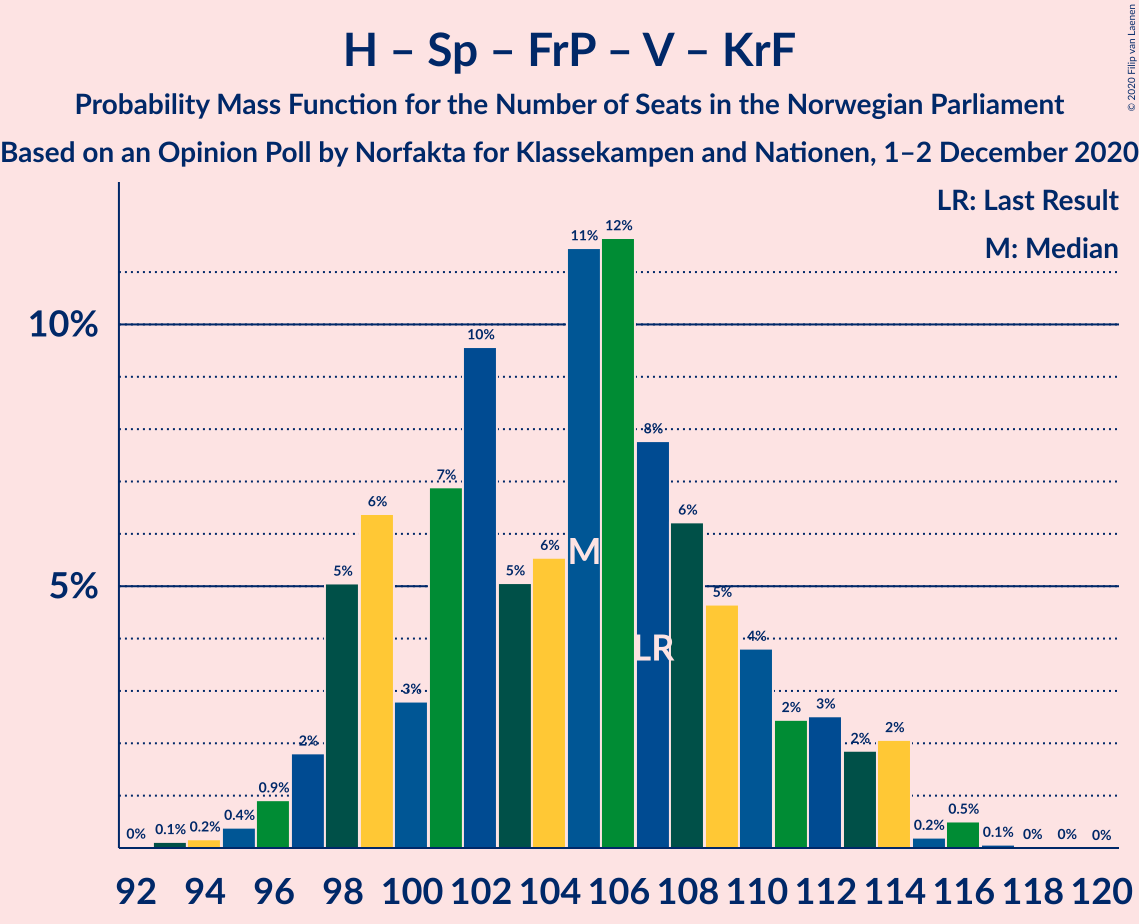 H – Sp – FrP – V – KrF
Probability Mass Function for the Number of Seats in the Norwegian Parliament
Based on an Opinion Poll by Norfakta for Klassekampen and Nationen, 1–2 December 2020
© 2020 Filip van Laenen
LR: Last Result
M: Median
10%
5%
0% 0.1% 0.2% 0.4% 0.9% 2% 5% 6% 3% 7% 10% 5% 6% 11% 12% 8% 6% 5% 4% 2% 3% 2% 2% 0.2% 0.5% 0.1% 0% 0% 0%
M
LR
92 94 96 98 100 102 104 106 108 110 112 114 116 118 120